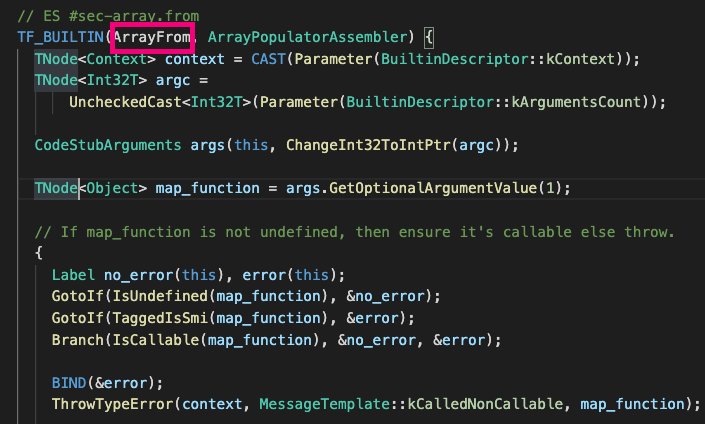 // ES #sec-array.from
TF_BUILTIN(ArrayFrom, ArrayPopulatorAssembler) {
TNode<Context> context = CAST(Parameter(BuiltinDescriptor::kContext));
TNode<Int32T> argc =
UncheckedCast<Int32T>(Parameter(BuiltinDescriptor::kArgumentsCount));
CodeStubArguments args(this, ChangeInt32ToIntPtr(argc));
TNode<Object> map_function = args.GetOptionalArgumentValue(1);
// If map_function is not undefined, then ensure it's callable else throw.
{
Label no_error(this), error(this);
GotoIf(IsUndefined(map_function), &no_error);
GotoIf(TaggedIsSmi(map_function), &error);
Branch(IsCallable(map_function), &no_error, &error);
BIND(&error);
ThrowTypeError(context, MessageTemplate::kCalledNonCallable, map_function);